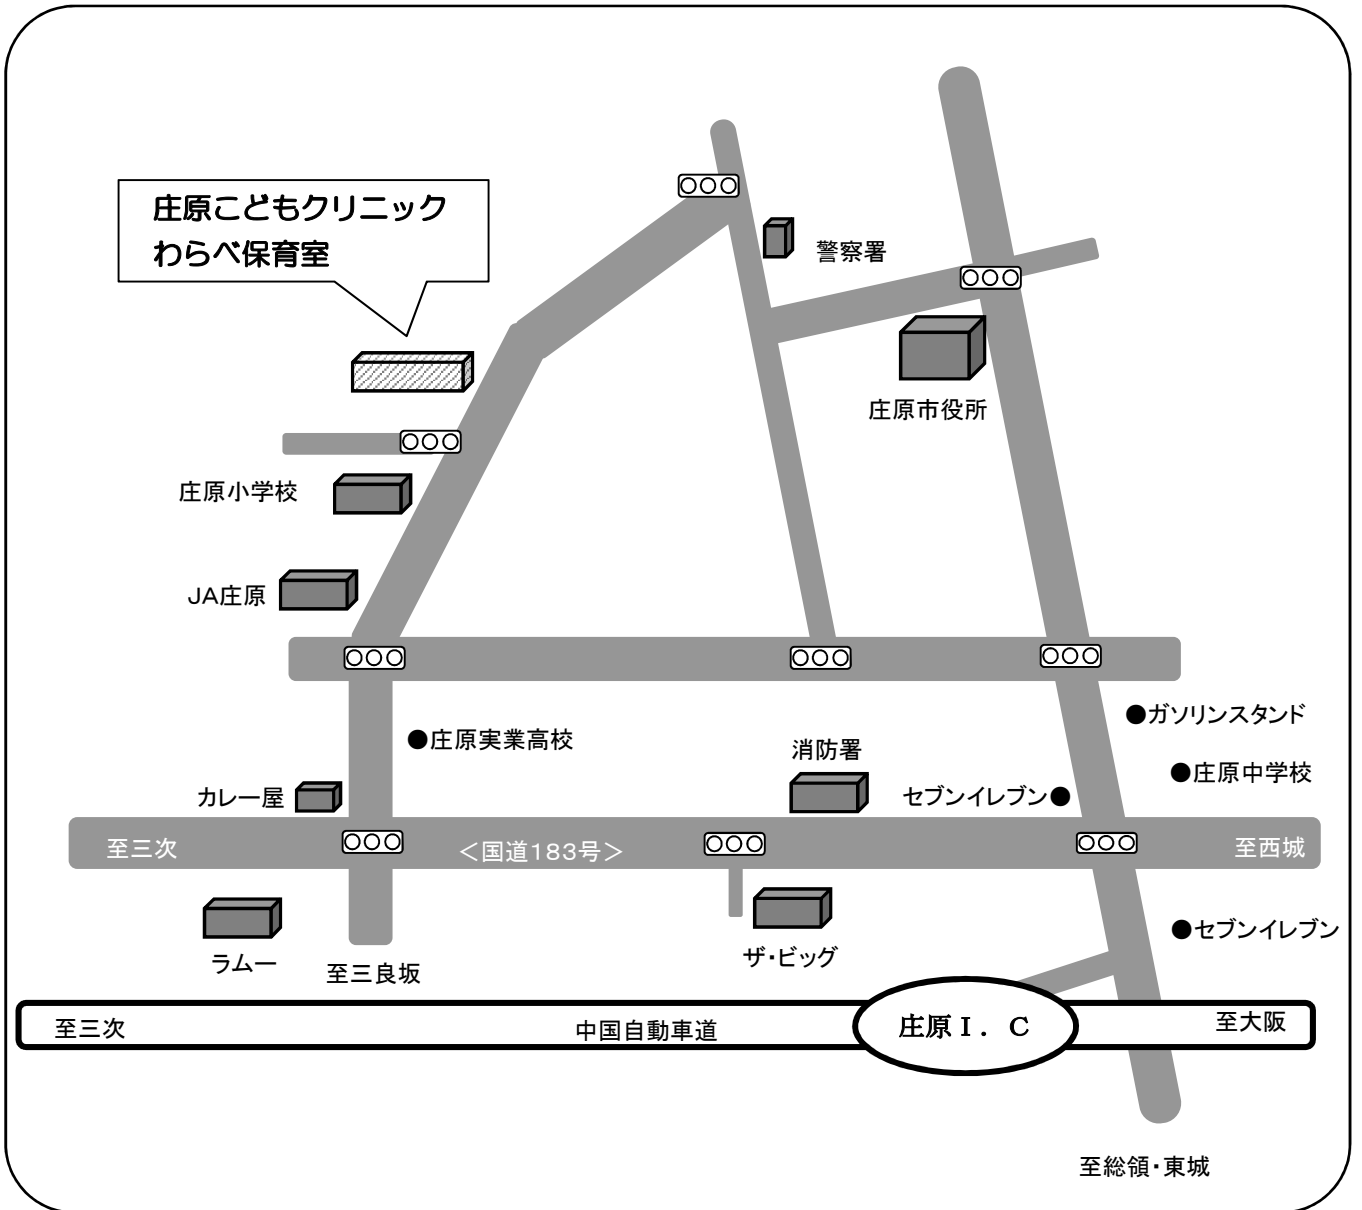 庄原こどもクリニック
わらべ保育室
警察署
庄原市役所
庄原小学校
JA庄原
●ガソリンスタンド
●庄原実業高校
消防署
●庄原中学校
カレー屋
セブンイレブン●
至三次
＜国道183号＞
至西城
●セブンイレブン
ラムー
至三良坂
ザ・ビッグ
至三次
中国自動車道
庄原Ｉ．Ｃ
至大阪
至総領・東城